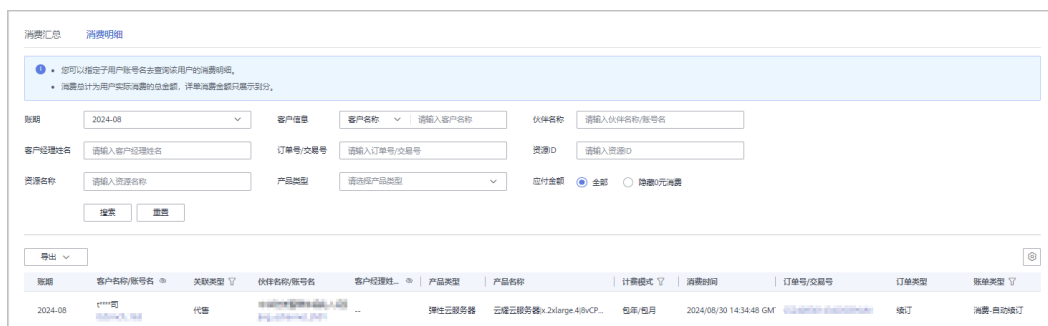 消费汇总 消费明细
• 您可以指定子用户账号名去查询该用户的消费明细。
• 消费总计为用户实际消费的总金额，详单消费金额只展示到分。
账期 2024-08 客户信息 客户名称 请输入客户名称 伙伴名称 请输入伙伴名称/账号名
客户经理姓名 请输入客户经理姓名 订单号/交易号 请输入订单号/交易号 资源ID 请输入资源ID
资源名称 请输入资源名称 产品类型 请选择产品类型 应付金额 全部 隐藏0元消费
搜索 重置
导出
账期 客户名称/账号名 关联类型 伙伴名称/账号名 客户经理姓... 产品类型 产品名称 计费模式 消费时间 订单号/交易号 订单类型 账单类型
2024-08 t****司 代售 -- 弹性云服务器 云耀云服务器|x.2xlarge.4|8vCP... 包年/包月 2024/08/30 14:34:48 GMT 续订 消费-自动续订